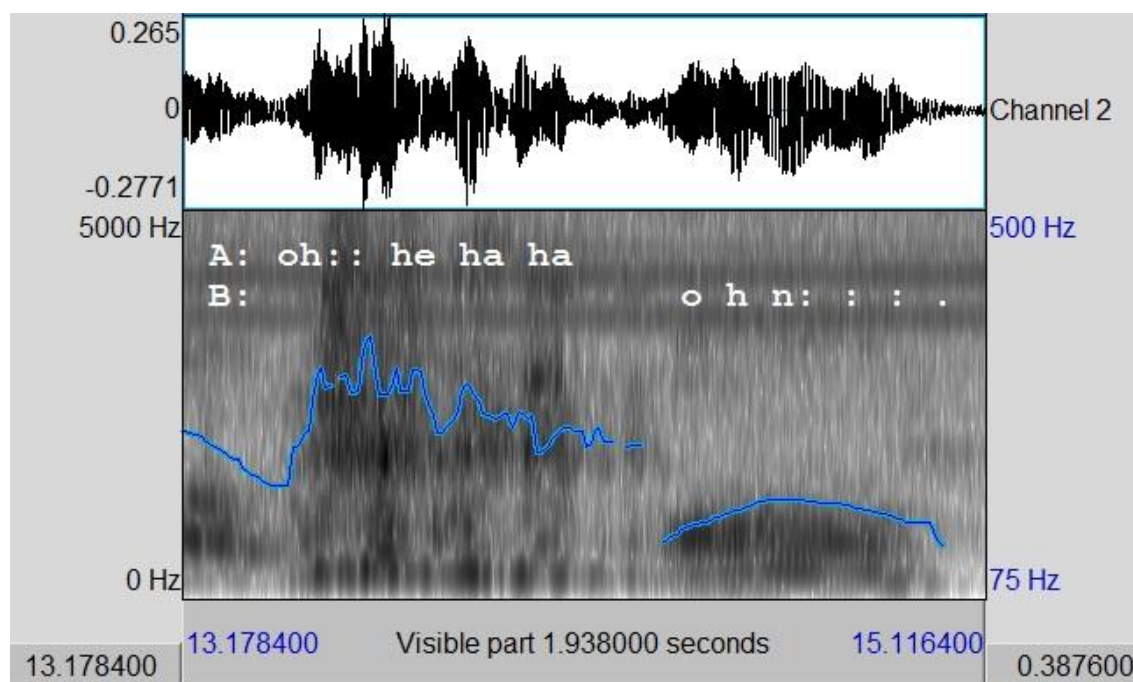 0.265
0
Channel 2
-0.2771
5000 Hz
500 Hz
A: oh:: he ha ha
B: o h n: : : .
0 Hz
75 Hz
13.178400 Visible part 1.938000 seconds 15.116400
13.178400 0.387600